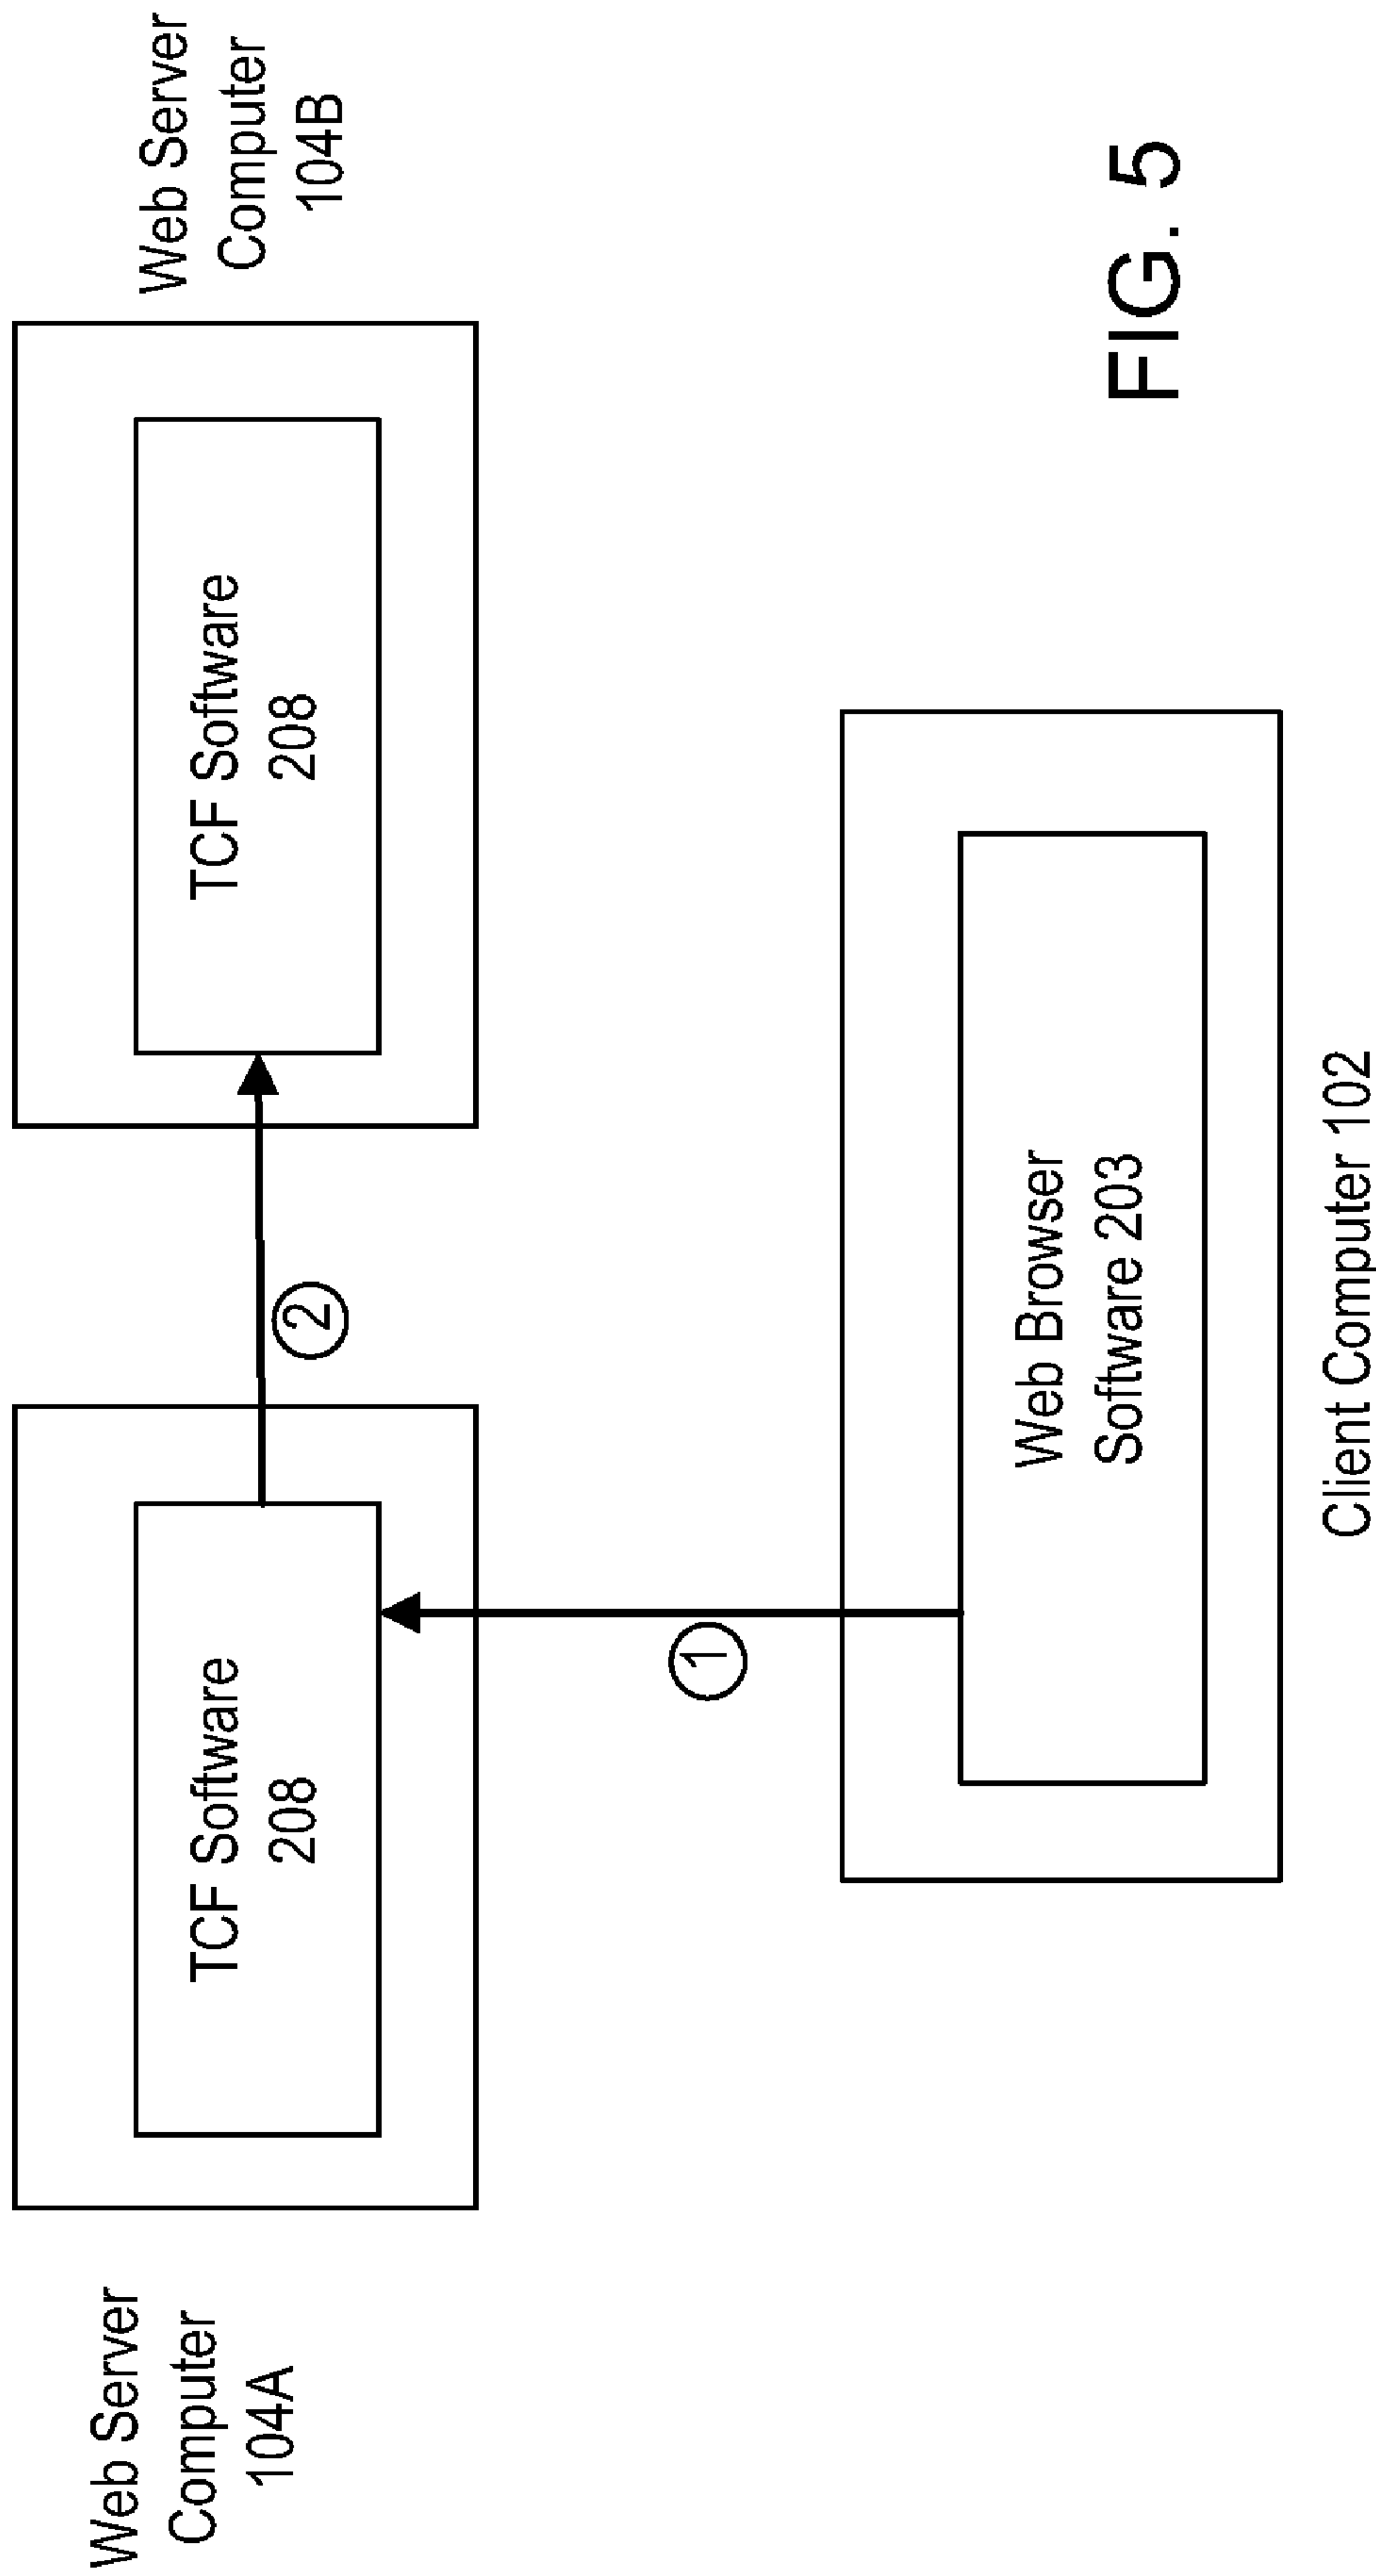 Web Server
Computer
104A
TCF Software
208
2
TCF Software
208
Web Server
Computer
104B
1
Web Browser
Software 203
Client Computer 102
FIG. 5